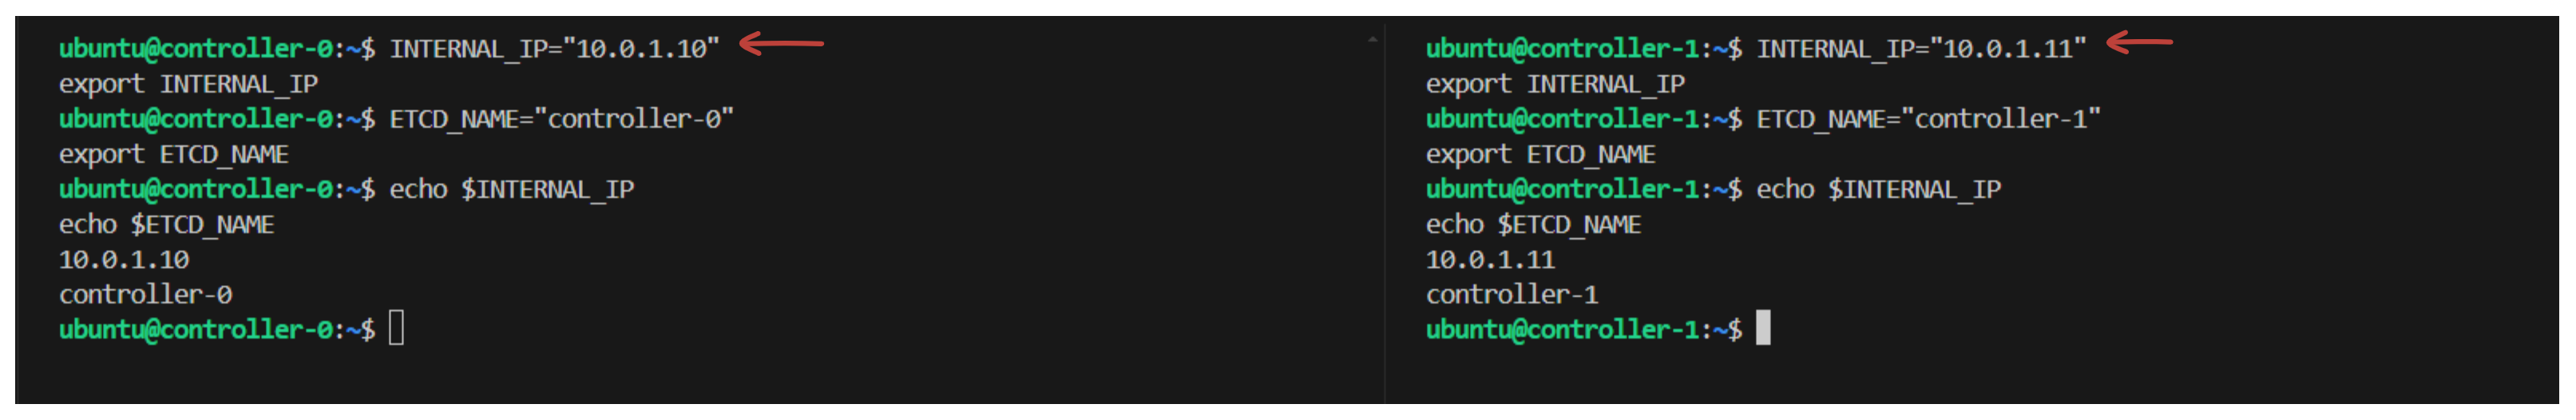 ubuntu@controller-0:~$ INTERNAL_IP="10.0.1.10"
export INTERNAL_IP
ubuntu@controller-0:~$ ETCD_NAME="controller-0"
export ETCD_NAME
ubuntu@controller-0:~$ echo $INTERNAL_IP
echo $ETCD_NAME
10.0.1.10
controller-0
ubuntu@controller-0:~$
ubuntu@controller-1:~$ INTERNAL_IP="10.0.1.11"
export INTERNAL_IP
ubuntu@controller-1:~$ ETCD_NAME="controller-1"
export ETCD_NAME
ubuntu@controller-1:~$ echo $INTERNAL_IP
echo $ETCD_NAME
10.0.1.11
controller-1
ubuntu@controller-1:~$